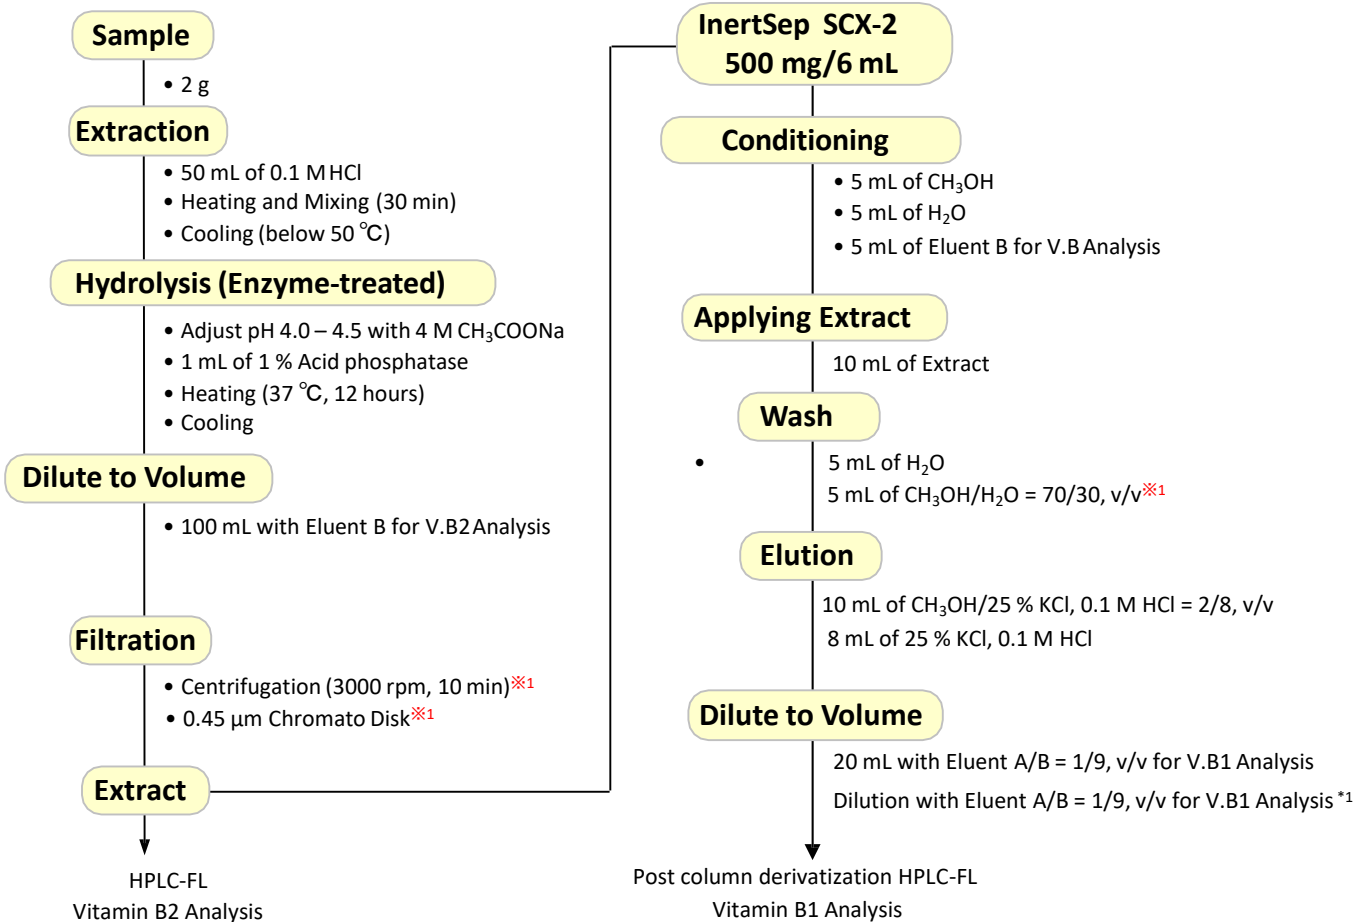 Sample
• 2 g
Extraction
• 50 mL of 0.1 M HCl
• Heating and Mixing (30 min)
• Cooling (below 50 ℃)
Hydrolysis (Enzyme-treated)
• Adjust pH 4.0 – 4.5 with 4 M CH₃COONa
• 1 mL of 1 % Acid phosphatase
• Heating (37 ℃, 12 hours)
• Cooling
Dilute to Volume
• 100 mL with Eluent B for V.B2 Analysis
Filtration
• Centrifugation (3000 rpm, 10 min)※1
• 0.45 µm Chromato Disk※1
Extract
HPLC-FL
Vitamin B2 Analysis
InertSep SCX-2
500 mg/6 mL
Conditioning
• 5 mL of CH₃OH
• 5 mL of H₂O
• 5 mL of Eluent B for V.B Analysis
Applying Extract
10 mL of Extract
Wash
• 5 mL of H₂O
5 mL of CH₃OH/H₂O = 70/30, v/v※1
Elution
10 mL of CH₃OH/25 % KCl, 0.1 M HCl = 2/8, v/v
8 mL of 25 % KCl, 0.1 M HCl
Dilute to Volume
20 mL with Eluent A/B = 1/9, v/v for V.B1 Analysis
Dilution with Eluent A/B = 1/9, v/v for V.B1 Analysis *1
Post column derivatization HPLC-FL
Vitamin B1 Analysis